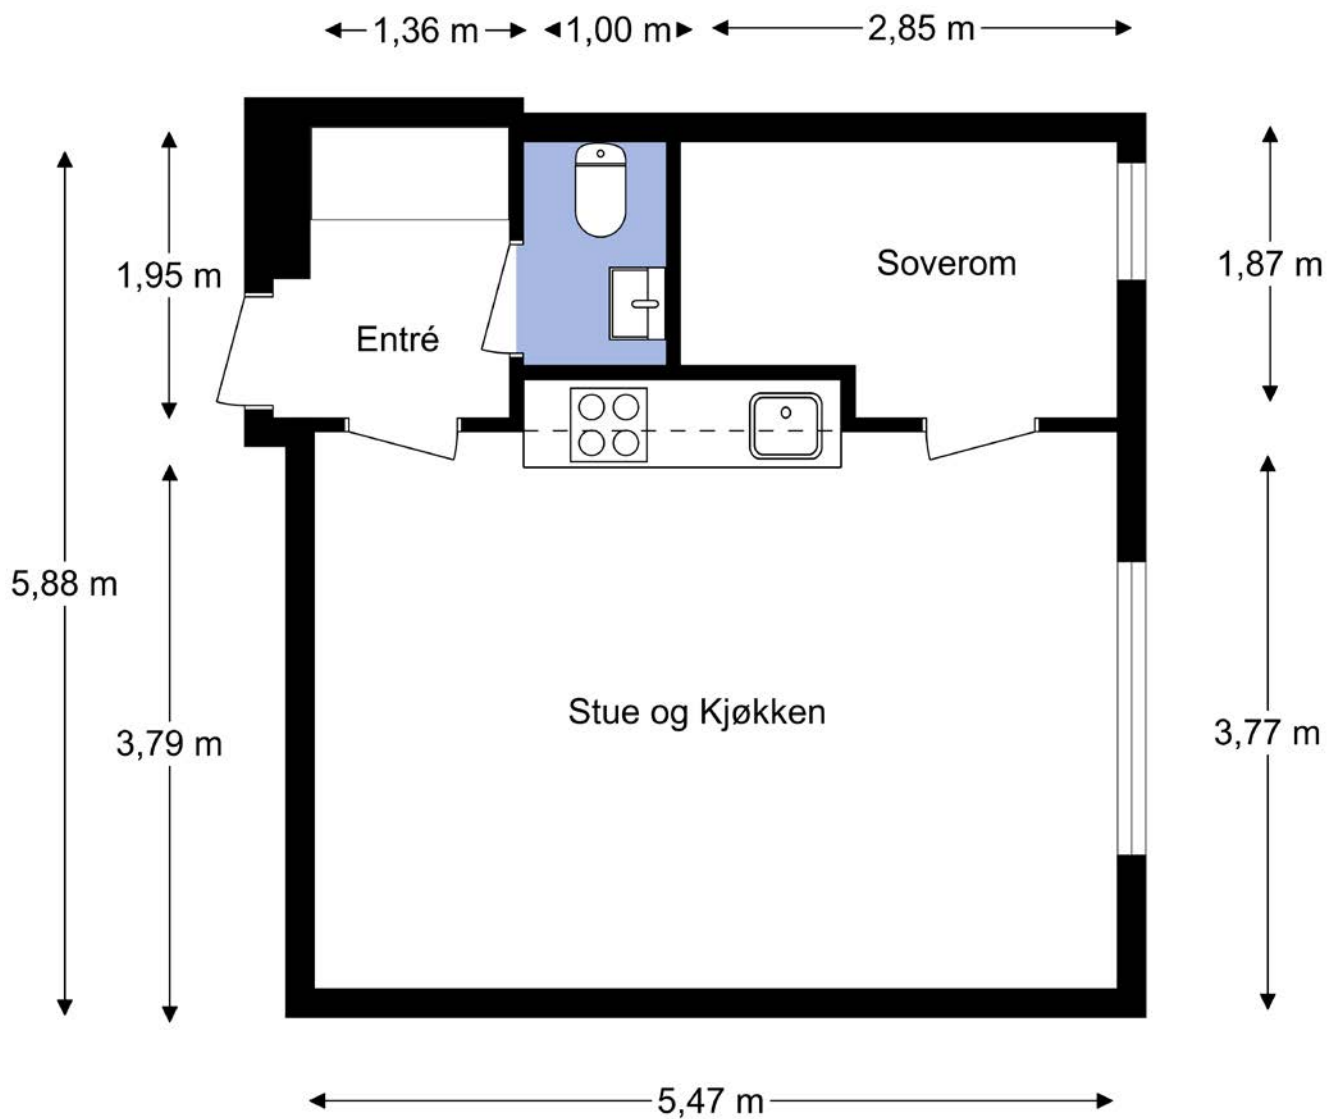 1,36 m
1,00 m
2,85 m
1,95 m
Soverom
1,87 m
Entré
5,88 m
Stue og Kjøkken
3,79 m
3,77 m
5,47 m